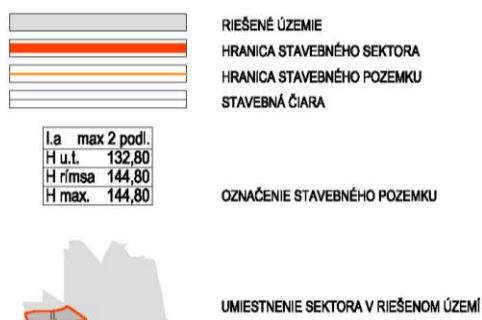 RIEŠENÉ ÚZEMIE
HRANICA STAVEBNÉHO SEKTORA
HRANICA STAVEBNÉHO POZEMKU
STAVEBNÁ ČIARA
I.a max 2 podl.
H u.t. 132,80
H rímsa 144,80
H max. 144,80
OZNAČENIE STAVEBNÉHO POZEMKU
UMIESTNENIE SEKTORA V RIEŠENOM ÚZEMÍ